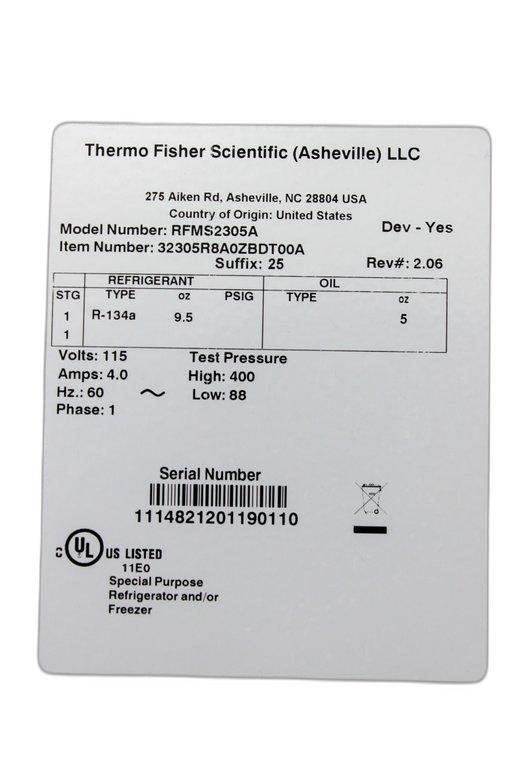 Thermo Fisher Scientific (Asheville) LLC
275 Aiken Rd, Asheville, NC 28804 USA
Country of Origin: United States
Model Number: RFMS2305A Dev - Yes
Item Number: 32305R8A0ZBDT00A
Suffix: 25 Rev#: 2.06
REFRIGERANT OIL
STG TYPE oz PSIG TYPE oz
1 R-134a 9.5 5
1
Volts: 115 Test Pressure
Amps: 4.0 High: 400
Hz.: 60 ~ Low: 88
Phase: 1
Serial Number
1114821201190110
c UL US LISTED
11E0
Special Purpose
Refrigerator and/or
Freezer